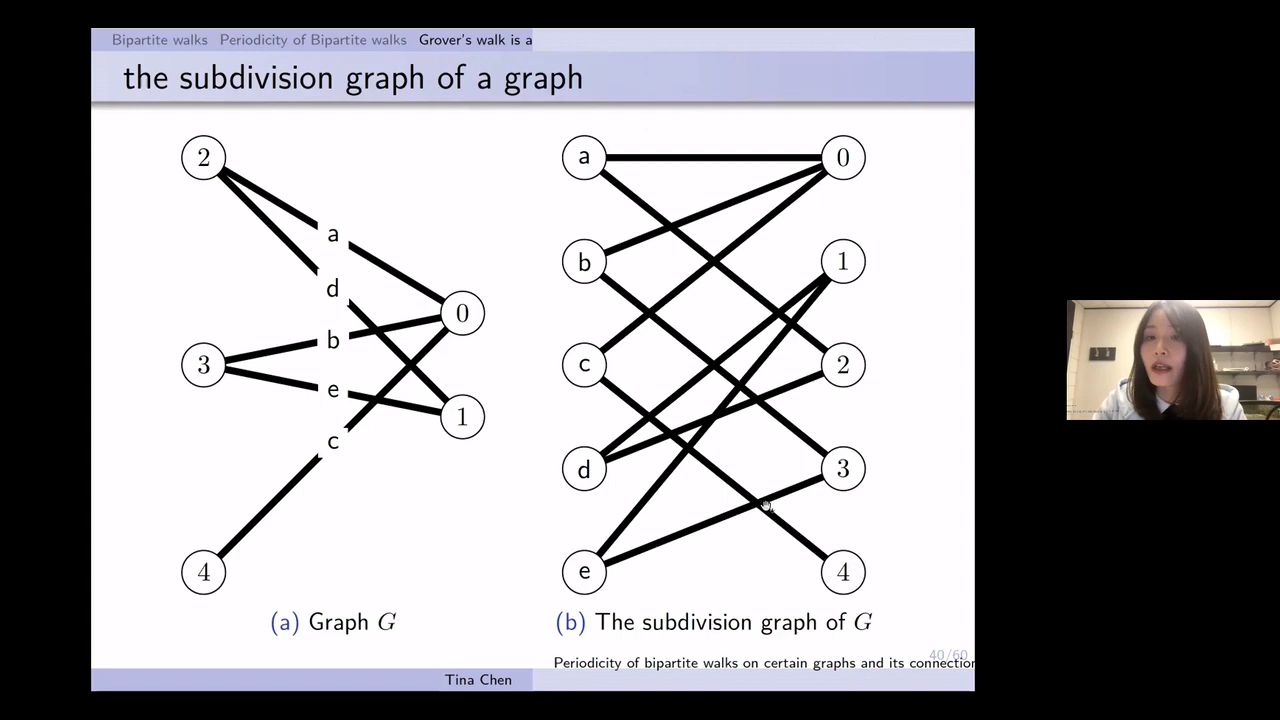 Bipartite walks Periodicity of Bipartite walks Grover's walk is a
the subdivision graph of a graph
2
a
d
0
b
3
e
1
c
4
a
0
b
1
c
2
d
3
e
4
(a) Graph G
(b) The subdivision graph of G
40/60
Periodicity of bipartite walks on certain graphs and its connection
Tina Chen